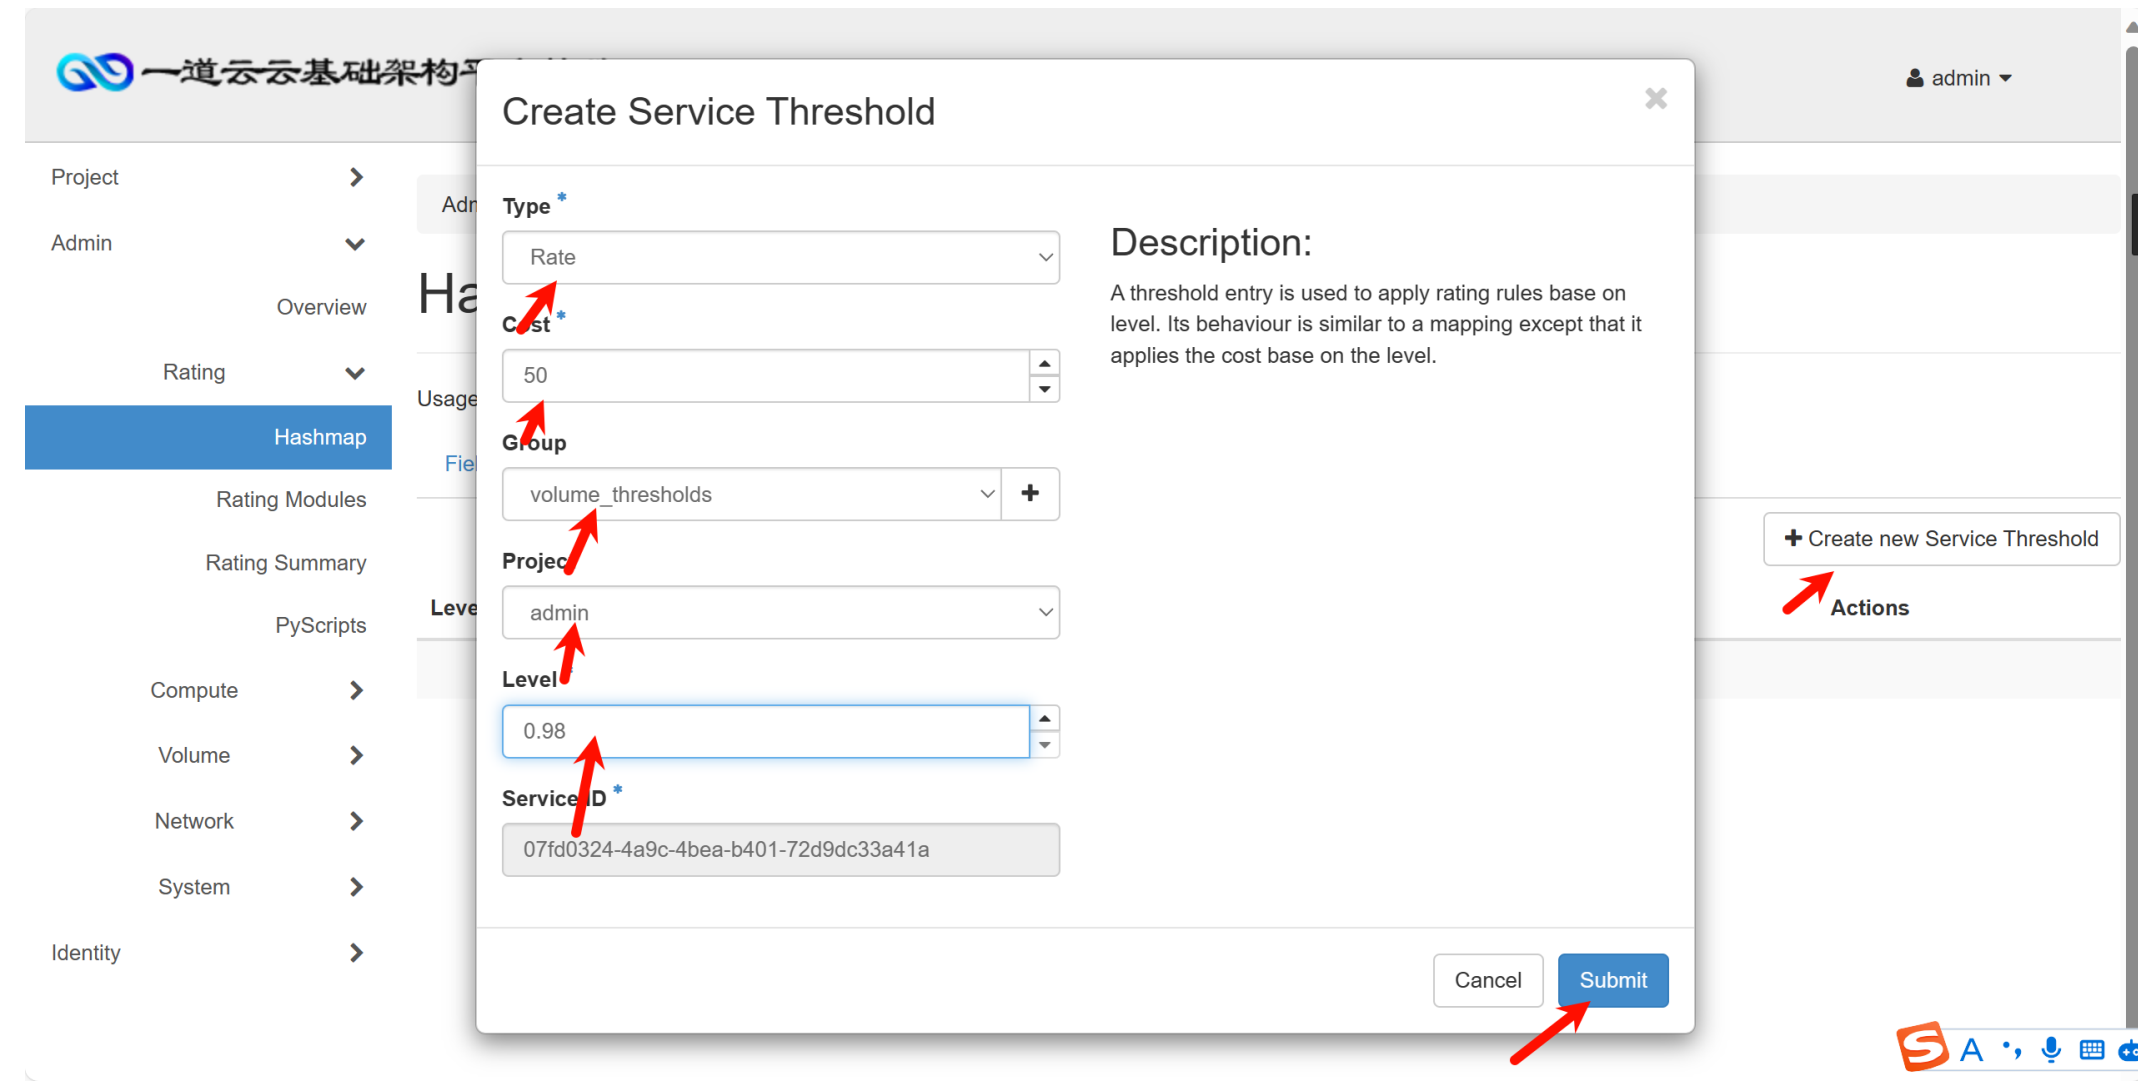 一道云云基础架构平
admin
Create Service Threshold
Project
Admin
Overview
Rating
Hashmap
Rating Modules
Rating Summary
PyScripts
Compute
Volume
Network
System
Identity
Adn
Ha
Usage
Fiel
Leve
Type *
Rate
Cost *
50
Group
volume_thresholds
Project
admin
Level
0.98
Service ID *
07fd0324-4a9c-4bea-b401-72d9dc33a41a
Description:
A threshold entry is used to apply rating rules base on
level. Its behaviour is similar to a mapping except that it
applies the cost base on the level.
Create new Service Threshold
Actions
Cancel
Submit
S A